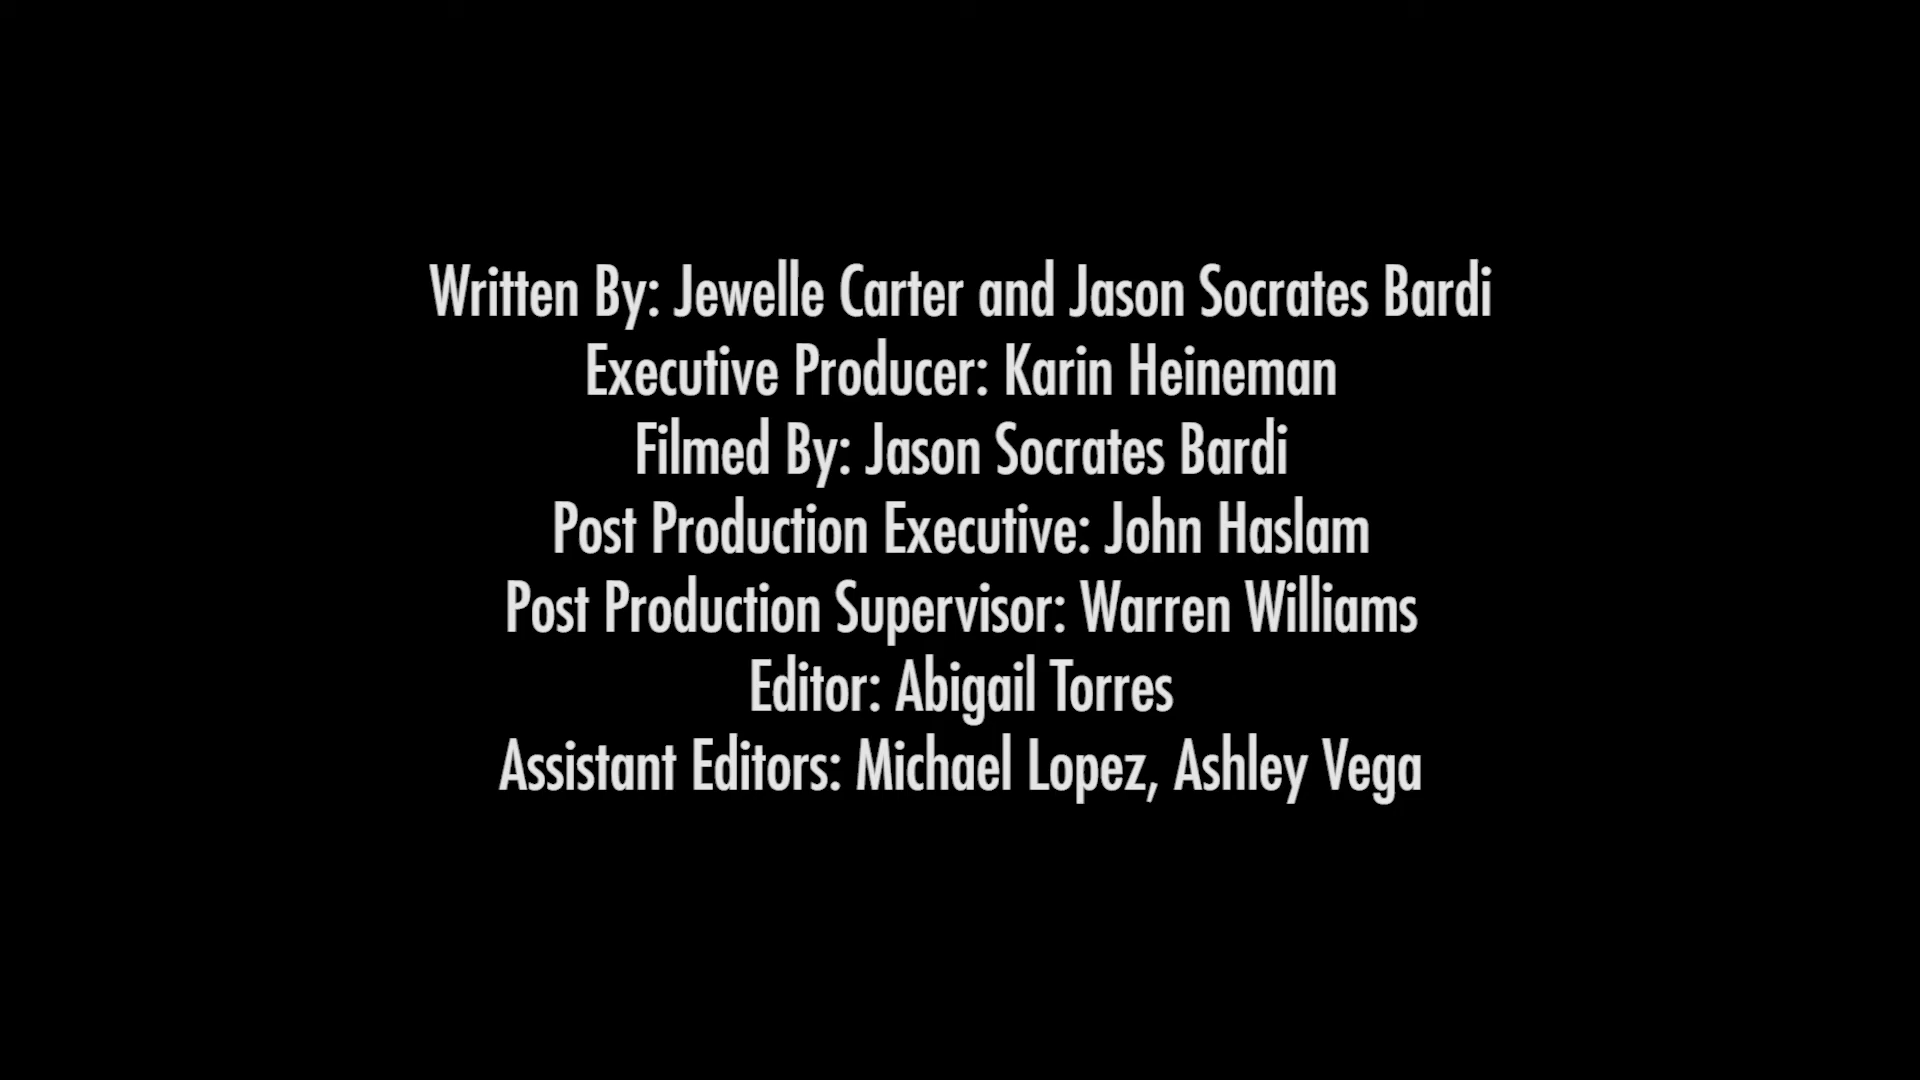 Written By: Jewelle Carter and Jason Socrates Bardi
Executive Producer: Karin Heineman
Filmed By: Jason Socrates Bardi
Post Production Executive: John Haslam
Post Production Supervisor: Warren Williams
Editor: Abigail Torres
Assistant Editors: Michael Lopez, Ashley Vega